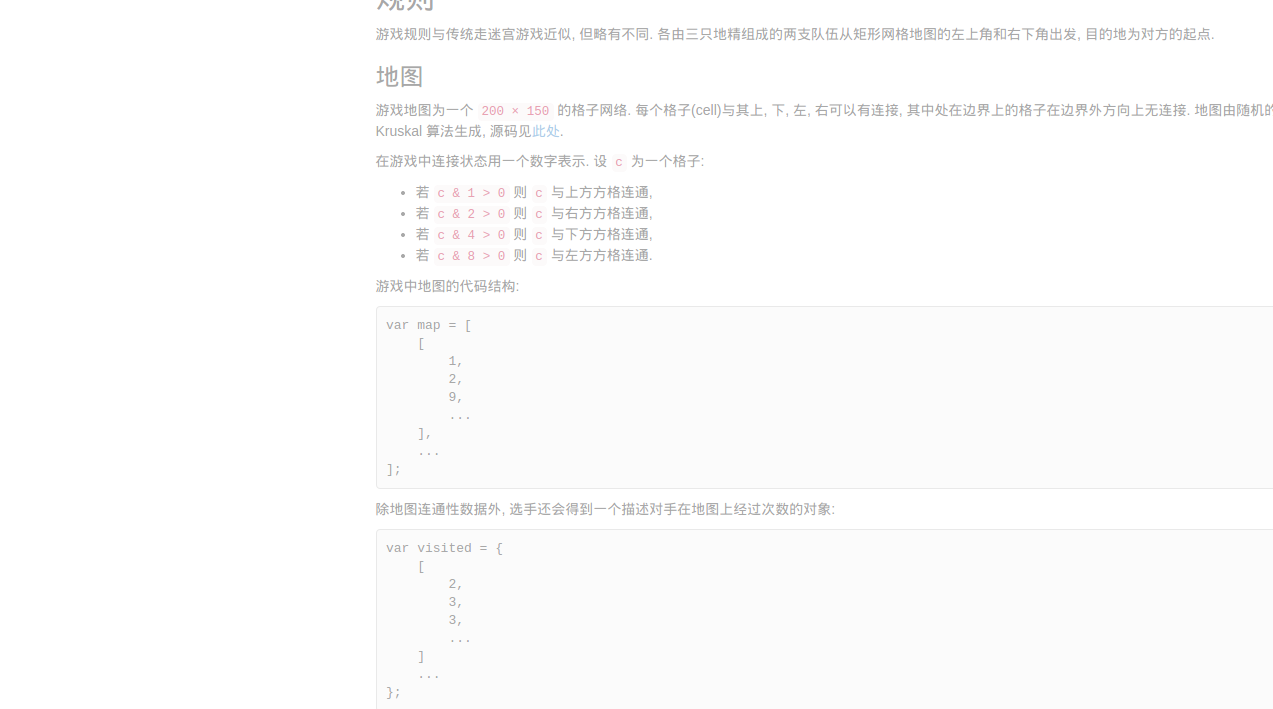 规则
游戏规则与传统走迷宫游戏近似, 但略有不同. 各由三只地精组成的两支队伍从矩形网格地图的左上角和右下角出发, 目的地为对方的起点.
地图
游戏地图为一个 200 × 150 的格子网络. 每个格子(cell)与其上, 下, 左, 右可以有连接, 其中处在边界上的格子在边界外方向上无连接. 地图由随机的
Kruskal 算法生成, 源码见此处.
在游戏中连接状态用一个数字表示. 设 c 为一个格子:
• 若 c & 1 > 0 则 c 与上方方格连通,
• 若 c & 2 > 0 则 c 与右方方格连通,
• 若 c & 4 > 0 则 c 与下方方格连通,
• 若 c & 8 > 0 则 c 与左方方格连通.
游戏中地图的代码结构:
var map = [
    [
        1,
        2,
        9,
        ...
    ],
    ...
];
除地图连通性数据外, 选手还会得到一个描述对手在地图上经过次数的对象:
var visited = {
    [
        2,
        3,
        3,
        ...
    ]
    ...
};